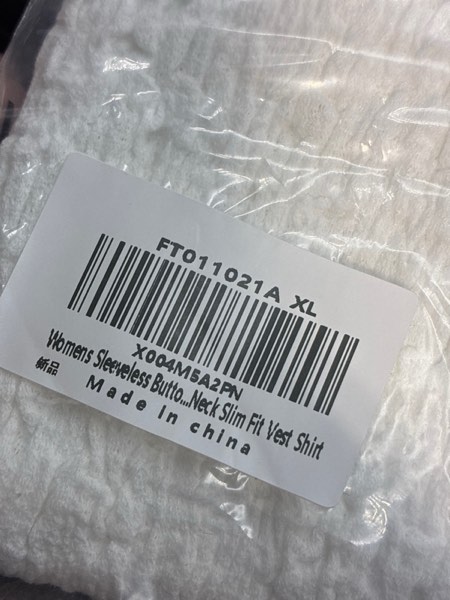 FT011021A XL
X004M5A2PN
Womens Sleeveless Butto...Neck Slim Fit Vest Shirt
新品
Made in china